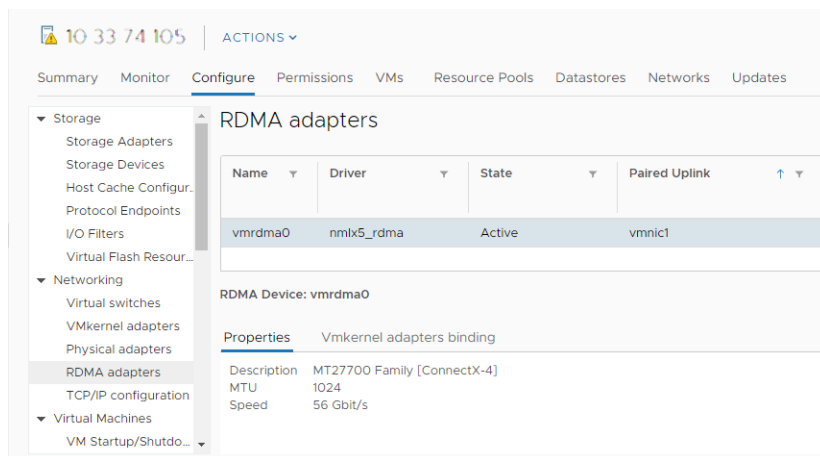 10 33 74 105 ACTIONS
Summary Monitor Configure Permissions VMs Resource Pools Datastores Networks Updates
Storage
Storage Adapters
Storage Devices
Host Cache Configur..
Protocol Endpoints
I/O Filters
Virtual Flash Resour...
Networking
Virtual switches
VMkernel adapters
Physical adapters
RDMA adapters
TCP/IP configuration
Virtual Machines
VM Startup/Shutdo...
RDMA adapters
Name Driver State Paired Uplink
vmrdma0 nmlx5_rdma Active vmnic1
RDMA Device: vmrdma0
Properties Vmkernel adapters binding
Description MT27700 Family [ConnectX-4]
MTU 1024
Speed 56 Gbit/s